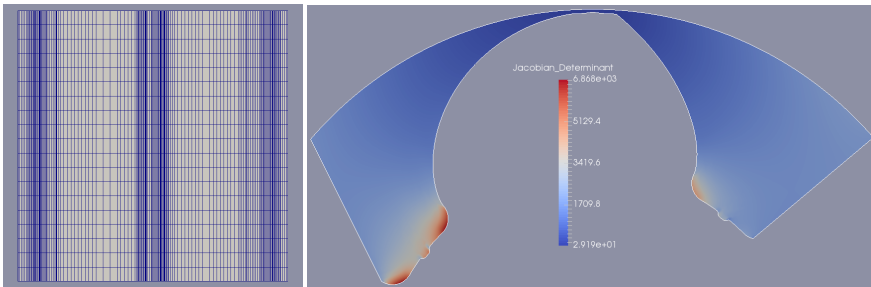 Jacobian_Determinant
6.868e+03
5129.4
3419.6
1709.8
2.919e+01